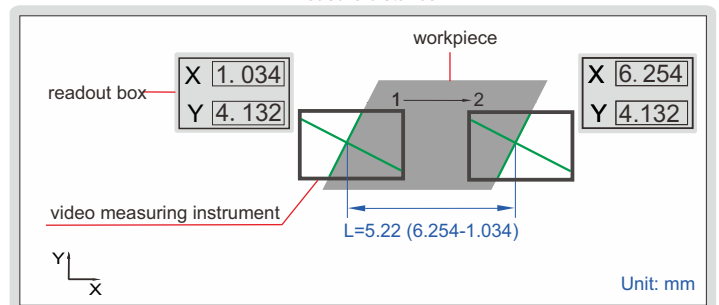 workpiece
readout box
X 1.034
Y 4.132
X 6.254
Y 4.132
1
2
video measuring instrument
L=5.22 (6.254-1.034)
Y
X
Unit: mm